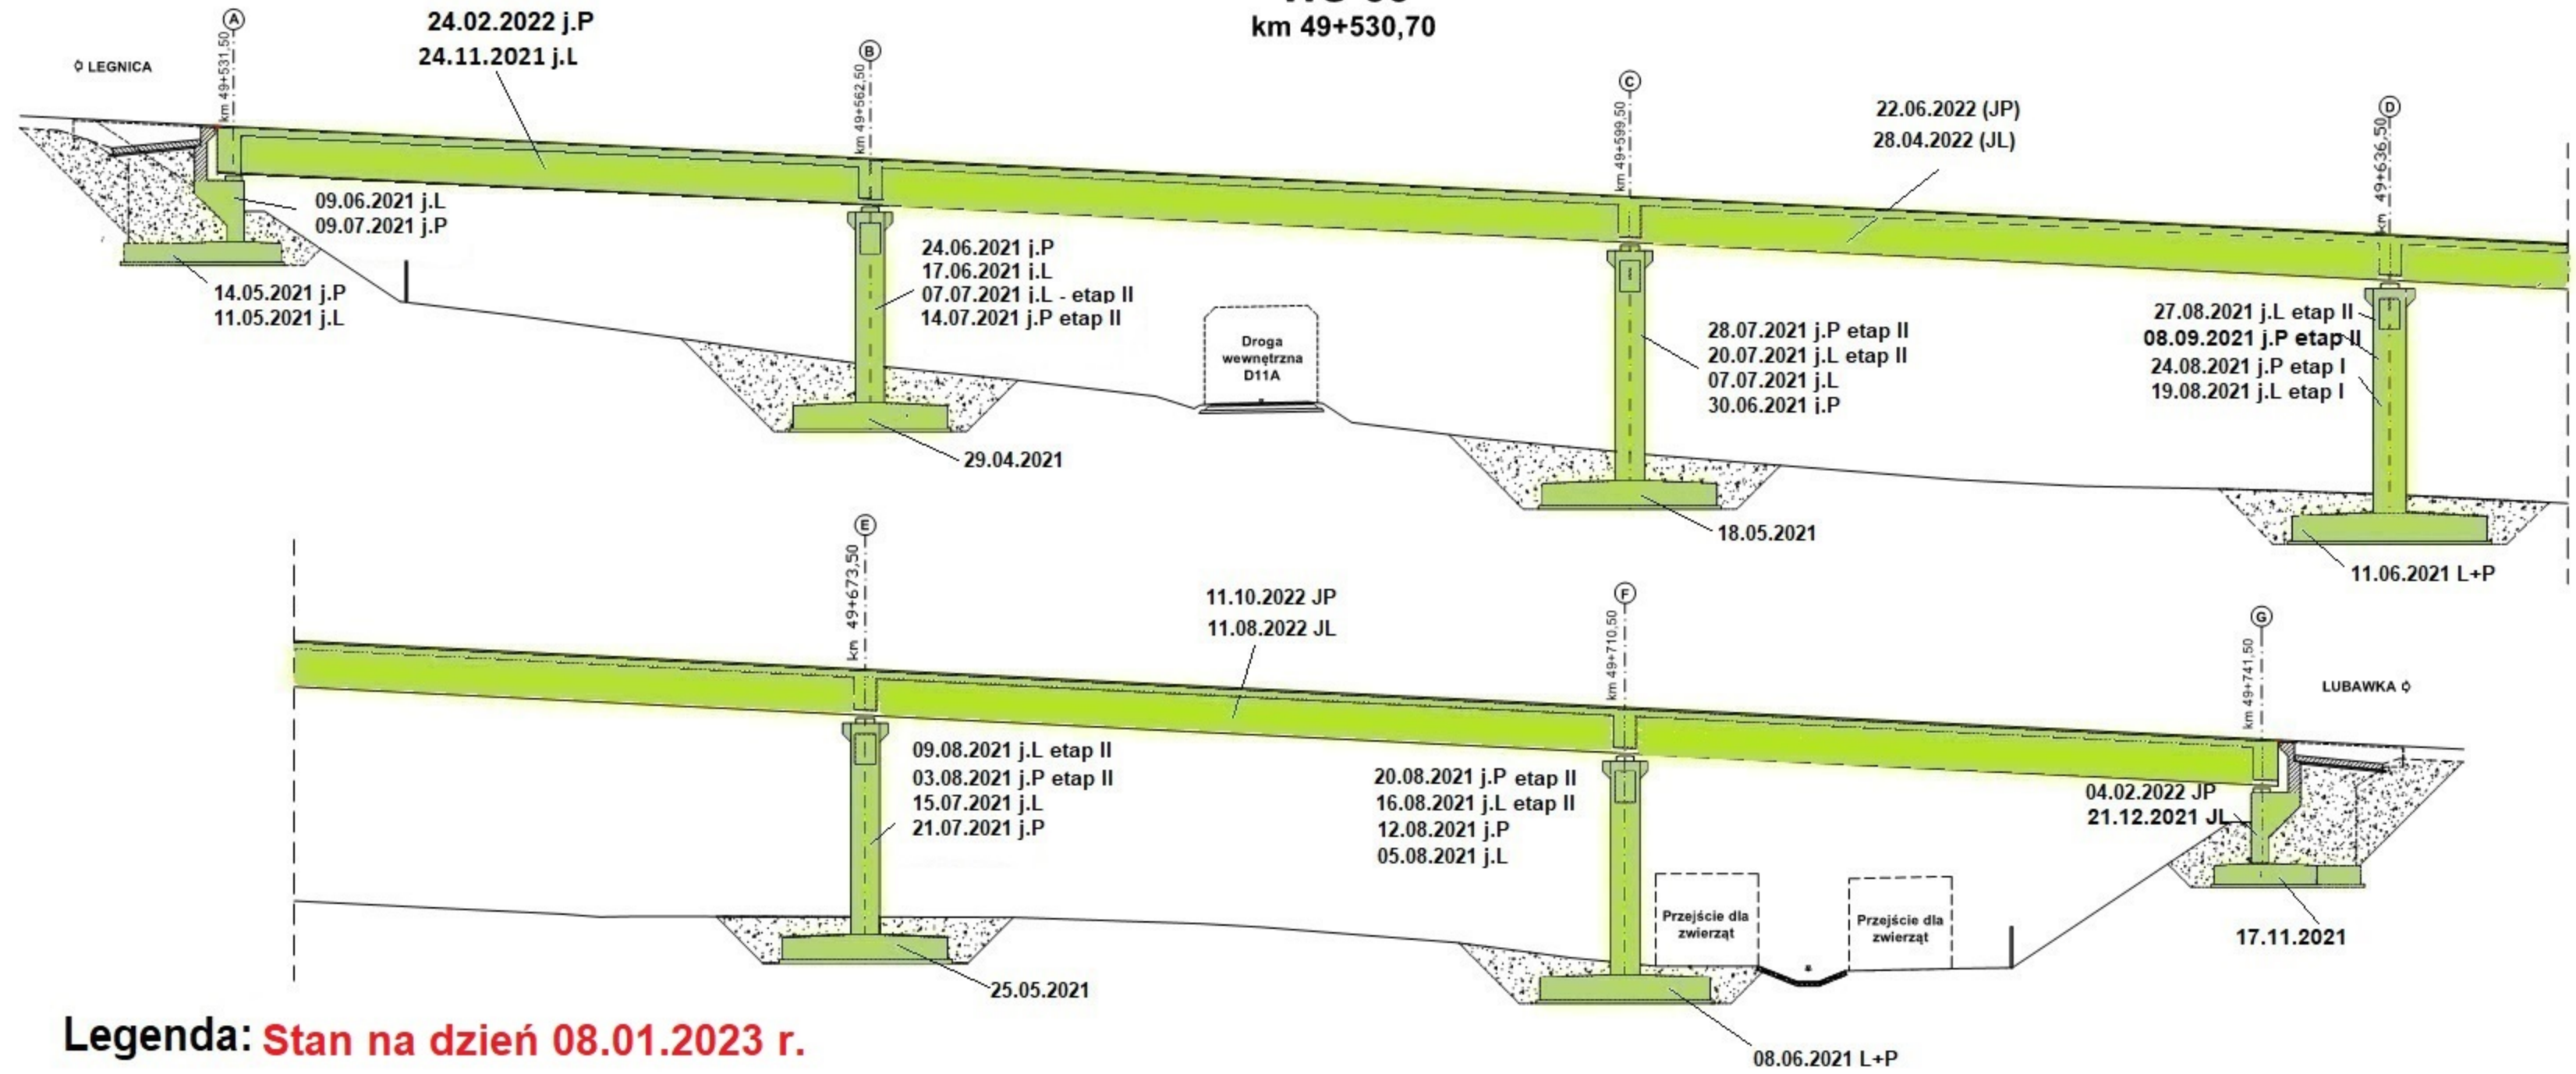 km 49+530,70
A
km 49+531,50
LEGNICA
24.02.2022 j.P
24.11.2021 j.L
B
km 49+562,50
C
km 49+599,50
22.06.2022 (JP)
28.04.2022 (JL)
D
km 49+636,50
09.06.2021 j.L
09.07.2021 j.P
14.05.2021 j.P
11.05.2021 j.L
24.06.2021 j.P
17.06.2021 j.L
07.07.2021 j.L - etap II
14.07.2021 j.P etap II
29.04.2021
Droga
wewnętrzna
D11A
28.07.2021 j.P etap II
20.07.2021 j.L etap II
07.07.2021 j.L
30.06.2021 j.P
18.05.2021
27.08.2021 j.L etap II
08.09.2021 j.P etap II
24.08.2021 j.P etap I
19.08.2021 j.L etap I
11.06.2021 L+P
E
km 49+673,50
11.10.2022 JP
11.08.2022 JL
F
km 49+710,50
G
km 49+741,50
LUBAWKA
09.08.2021 j.L etap II
03.08.2021 j.P etap II
15.07.2021 j.L
21.07.2021 j.P
25.05.2021
20.08.2021 j.P etap II
16.08.2021 j.L etap II
12.08.2021 j.P
05.08.2021 j.L
Przejście dla
zwierząt
Przejście dla
zwierząt
08.06.2021 L+P
04.02.2022 JP
21.12.2021 JL
17.11.2021
Legenda: Stan na dzień 08.01.2023 r.